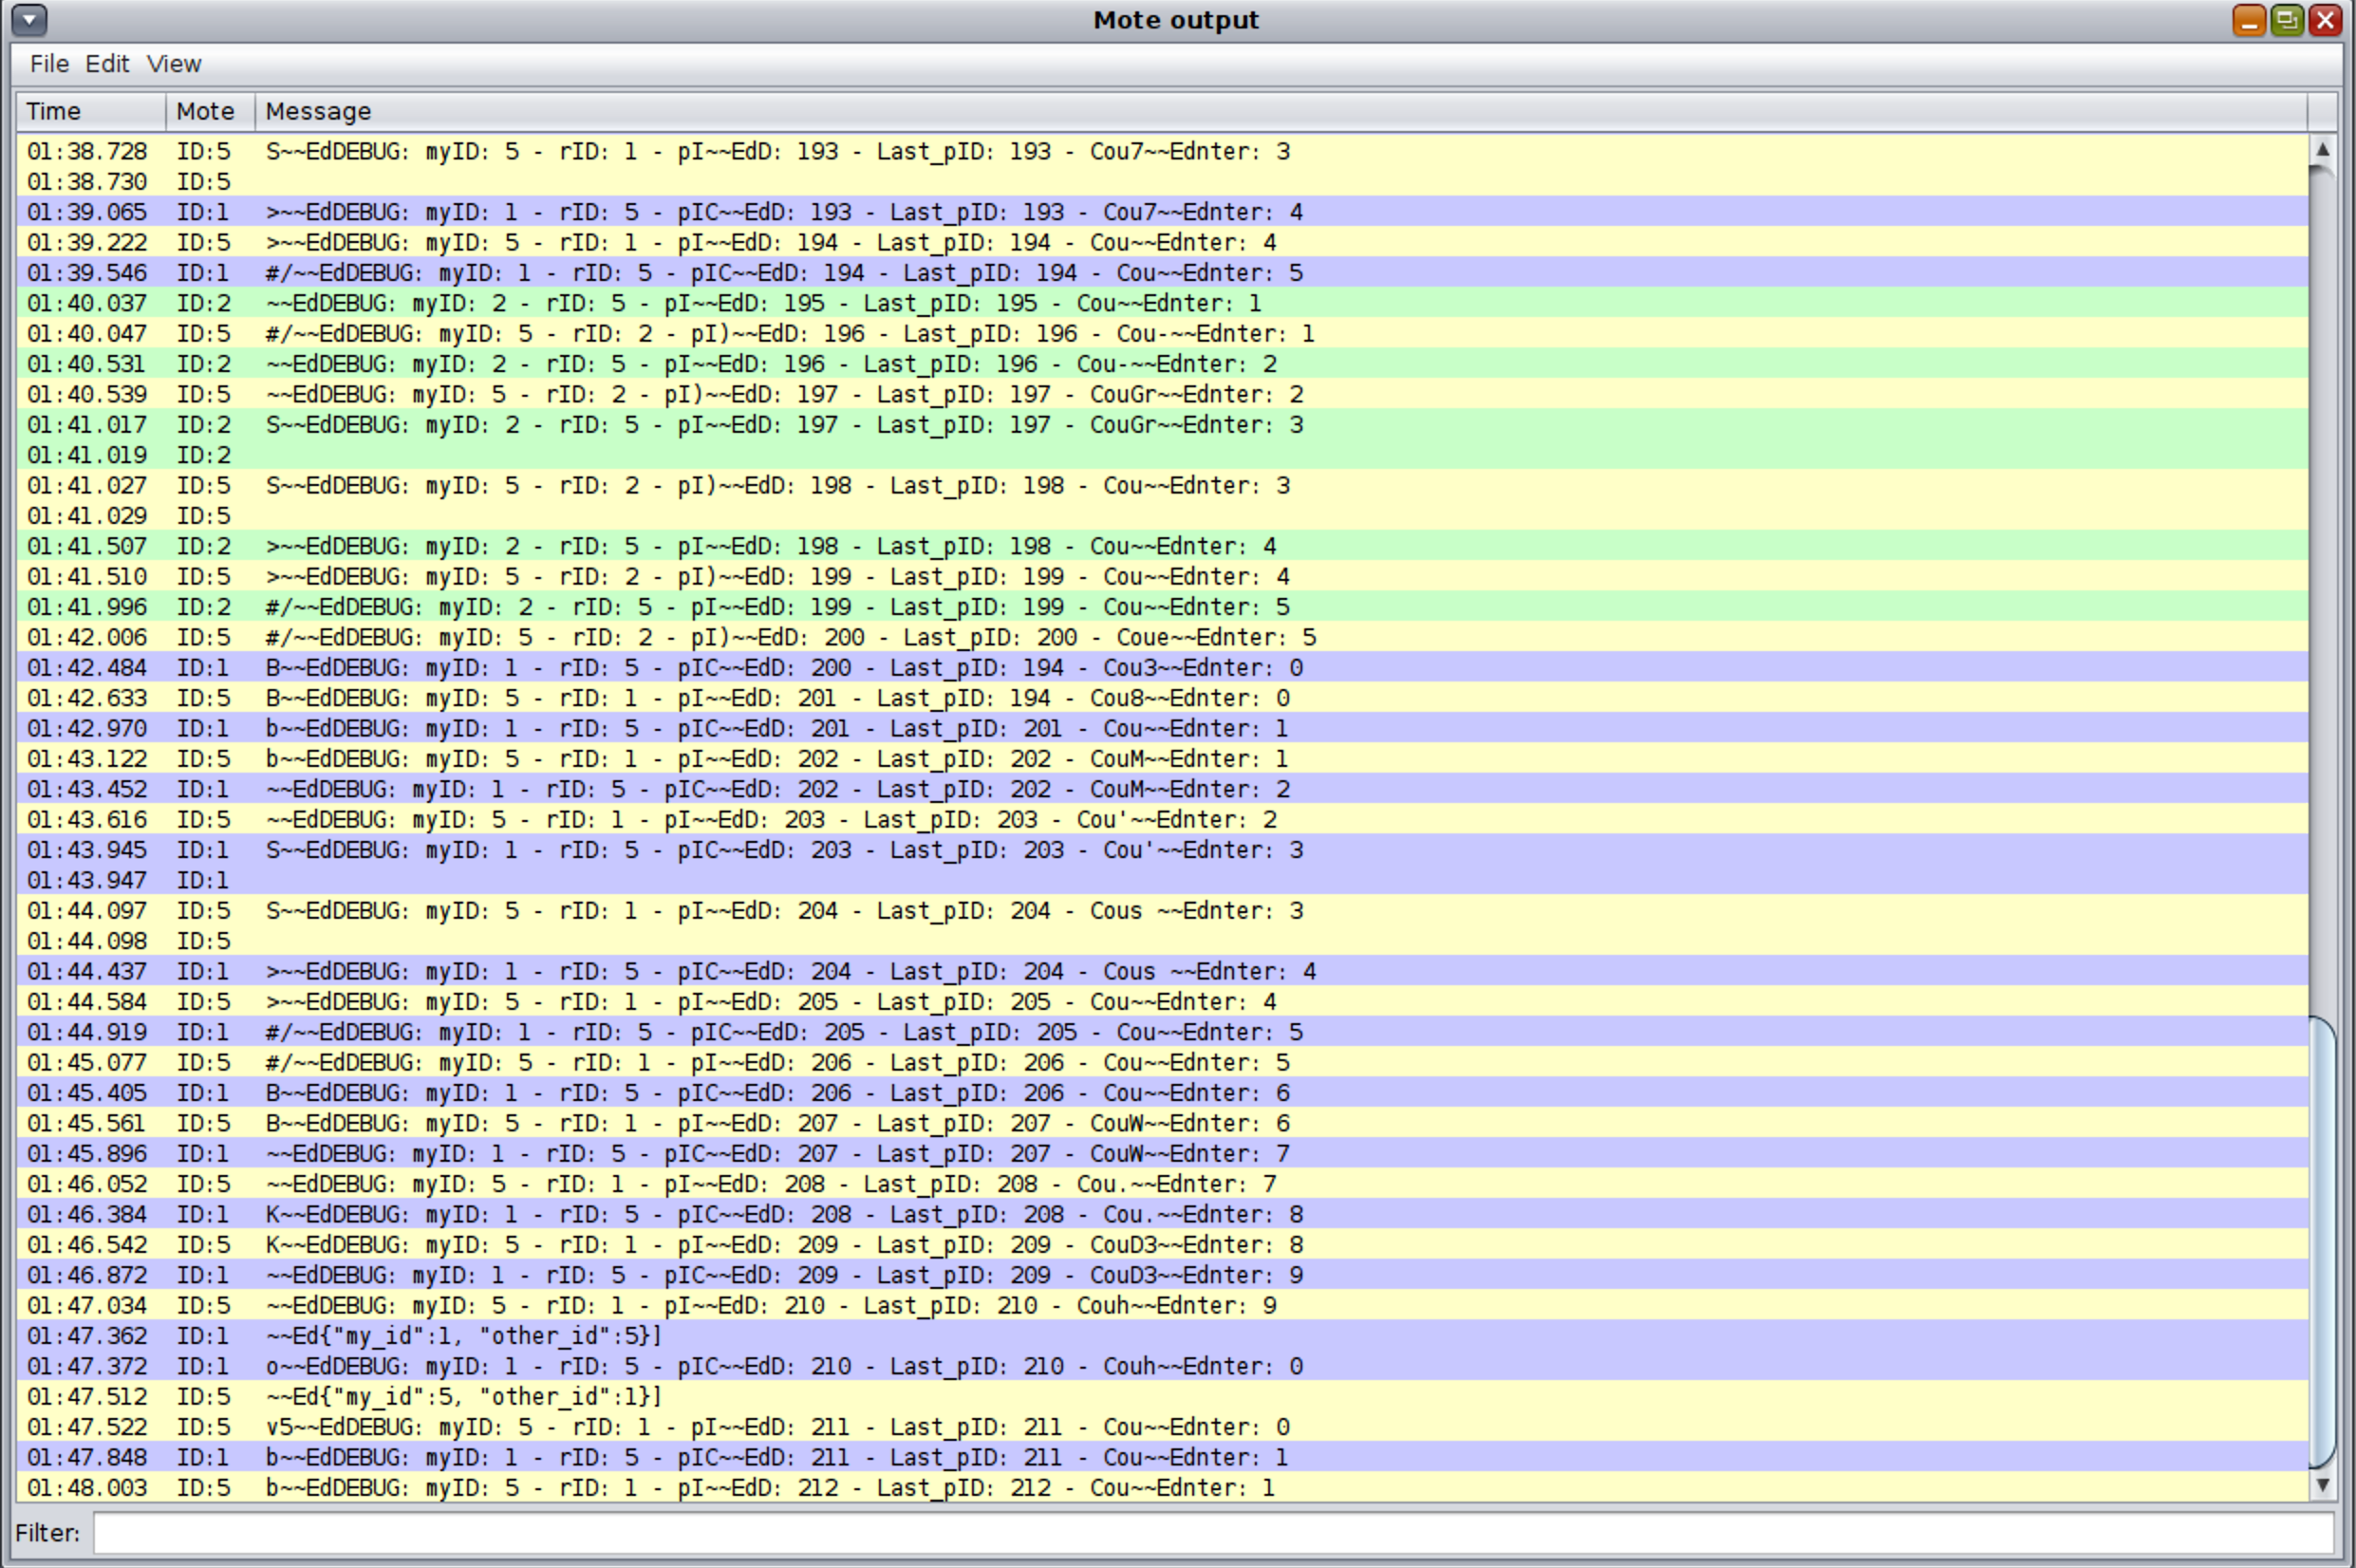 Mote output
File Edit View
Time Mote Message
01:38.728 ID:5 S~~EdDEBUG: myID: 5 - rID: 1 - pI~~EdD: 193 - Last_pID: 193 - Cou7~~Ednter: 3
01:38.730 ID:5
01:39.065 ID:1 >~~EdDEBUG: myID: 1 - rID: 5 - pIC~~EdD: 193 - Last_pID: 193 - Cou7~~Ednter: 4
01:39.222 ID:5 >~~EdDEBUG: myID: 5 - rID: 1 - pI~~EdD: 194 - Last_pID: 194 - Cou~~Ednter: 4
01:39.546 ID:1 #/~~EdDEBUG: myID: 1 - rID: 5 - pIC~~EdD: 194 - Last_pID: 194 - Cou~~Ednter: 5
01:40.037 ID:2 ~~EdDEBUG: myID: 2 - rID: 5 - pI~~EdD: 195 - Last_pID: 195 - Cou~~Ednter: 1
01:40.047 ID:5 #/~~EdDEBUG: myID: 5 - rID: 2 - pI)~~EdD: 196 - Last_pID: 196 - Cou-~~Ednter: 1
01:40.531 ID:2 ~~EdDEBUG: myID: 2 - rID: 5 - pI~~EdD: 196 - Last_pID: 196 - Cou-~~Ednter: 2
01:40.539 ID:5 ~~EdDEBUG: myID: 5 - rID: 2 - pI)~~EdD: 197 - Last_pID: 197 - CouGr~~Ednter: 2
01:41.017 ID:2 S~~EdDEBUG: myID: 2 - rID: 5 - pI~~EdD: 197 - Last_pID: 197 - CouGr~~Ednter: 3
01:41.019 ID:2
01:41.027 ID:5 S~~EdDEBUG: myID: 5 - rID: 2 - pI)~~EdD: 198 - Last_pID: 198 - Cou~~Ednter: 3
01:41.029 ID:5
01:41.507 ID:2 >~~EdDEBUG: myID: 2 - rID: 5 - pI~~EdD: 198 - Last_pID: 198 - Cou~~Ednter: 4
01:41.510 ID:5 >~~EdDEBUG: myID: 5 - rID: 2 - pI)~~EdD: 199 - Last_pID: 199 - Cou~~Ednter: 4
01:41.996 ID:2 #/~~EdDEBUG: myID: 2 - rID: 5 - pI~~EdD: 199 - Last_pID: 199 - Cou~~Ednter: 5
01:42.006 ID:5 #/~~EdDEBUG: myID: 5 - rID: 2 - pI)~~EdD: 200 - Last_pID: 200 - Coue~~Ednter: 5
01:42.484 ID:1 B~~EdDEBUG: myID: 1 - rID: 5 - pIC~~EdD: 200 - Last_pID: 194 - Cou3~~Ednter: 0
01:42.633 ID:5 B~~EdDEBUG: myID: 5 - rID: 1 - pI~~EdD: 201 - Last_pID: 194 - Cou8~~Ednter: 0
01:42.970 ID:1 b~~EdDEBUG: myID: 1 - rID: 5 - pIC~~EdD: 201 - Last_pID: 201 - Cou~~Ednter: 1
01:43.122 ID:5 b~~EdDEBUG: myID: 5 - rID: 1 - pI~~EdD: 202 - Last_pID: 202 - CouM~~Ednter: 1
01:43.452 ID:1 ~~EdDEBUG: myID: 1 - rID: 5 - pIC~~EdD: 202 - Last_pID: 202 - CouM~~Ednter: 2
01:43.616 ID:5 ~~EdDEBUG: myID: 5 - rID: 1 - pI~~EdD: 203 - Last_pID: 203 - Cou'~~Ednter: 2
01:43.945 ID:1 S~~EdDEBUG: myID: 1 - rID: 5 - pIC~~EdD: 203 - Last_pID: 203 - Cou'~~Ednter: 3
01:43.947 ID:1
01:44.097 ID:5 S~~EdDEBUG: myID: 5 - rID: 1 - pI~~EdD: 204 - Last_pID: 204 - Cous ~~Ednter: 3
01:44.098 ID:5
01:44.437 ID:1 >~~EdDEBUG: myID: 1 - rID: 5 - pIC~~EdD: 204 - Last_pID: 204 - Cous ~~Ednter: 4
01:44.584 ID:5 >~~EdDEBUG: myID: 5 - rID: 1 - pI~~EdD: 205 - Last_pID: 205 - Cou~~Ednter: 4
01:44.919 ID:1 #/~~EdDEBUG: myID: 1 - rID: 5 - pIC~~EdD: 205 - Last_pID: 205 - Cou~~Ednter: 5
01:45.077 ID:5 #/~~EdDEBUG: myID: 5 - rID: 1 - pI~~EdD: 206 - Last_pID: 206 - Cou~~Ednter: 5
01:45.405 ID:1 B~~EdDEBUG: myID: 1 - rID: 5 - pIC~~EdD: 206 - Last_pID: 206 - Cou~~Ednter: 6
01:45.561 ID:5 B~~EdDEBUG: myID: 5 - rID: 1 - pI~~EdD: 207 - Last_pID: 207 - CouW~~Ednter: 6
01:45.896 ID:1 ~~EdDEBUG: myID: 1 - rID: 5 - pIC~~EdD: 207 - Last_pID: 207 - CouW~~Ednter: 7
01:46.052 ID:5 ~~EdDEBUG: myID: 5 - rID: 1 - pI~~EdD: 208 - Last_pID: 208 - Cou.~~Ednter: 7
01:46.384 ID:1 K~~EdDEBUG: myID: 1 - rID: 5 - pIC~~EdD: 208 - Last_pID: 208 - Cou.~~Ednter: 8
01:46.542 ID:5 K~~EdDEBUG: myID: 5 - rID: 1 - pI~~EdD: 209 - Last_pID: 209 - CouD3~~Ednter: 8
01:46.872 ID:1 ~~EdDEBUG: myID: 1 - rID: 5 - pIC~~EdD: 209 - Last_pID: 209 - CouD3~~Ednter: 9
01:47.034 ID:5 ~~EdDEBUG: myID: 5 - rID: 1 - pI~~EdD: 210 - Last_pID: 210 - Couh~~Ednter: 9
01:47.362 ID:1 ~~Ed{"my_id":1, "other_id":5}]
01:47.372 ID:1 o~~EdDEBUG: myID: 1 - rID: 5 - pIC~~EdD: 210 - Last_pID: 210 - Couh~~Ednter: 0
01:47.512 ID:5 ~~Ed{"my_id":5, "other_id":1}]
01:47.522 ID:5 v5~~EdDEBUG: myID: 5 - rID: 1 - pI~~EdD: 211 - Last_pID: 211 - Cou~~Ednter: 0
01:47.848 ID:1 b~~EdDEBUG: myID: 1 - rID: 5 - pIC~~EdD: 211 - Last_pID: 211 - Cou~~Ednter: 1
01:48.003 ID:5 b~~EdDEBUG: myID: 5 - rID: 1 - pI~~EdD: 212 - Last_pID: 212 - Cou~~Ednter: 1
Filter: